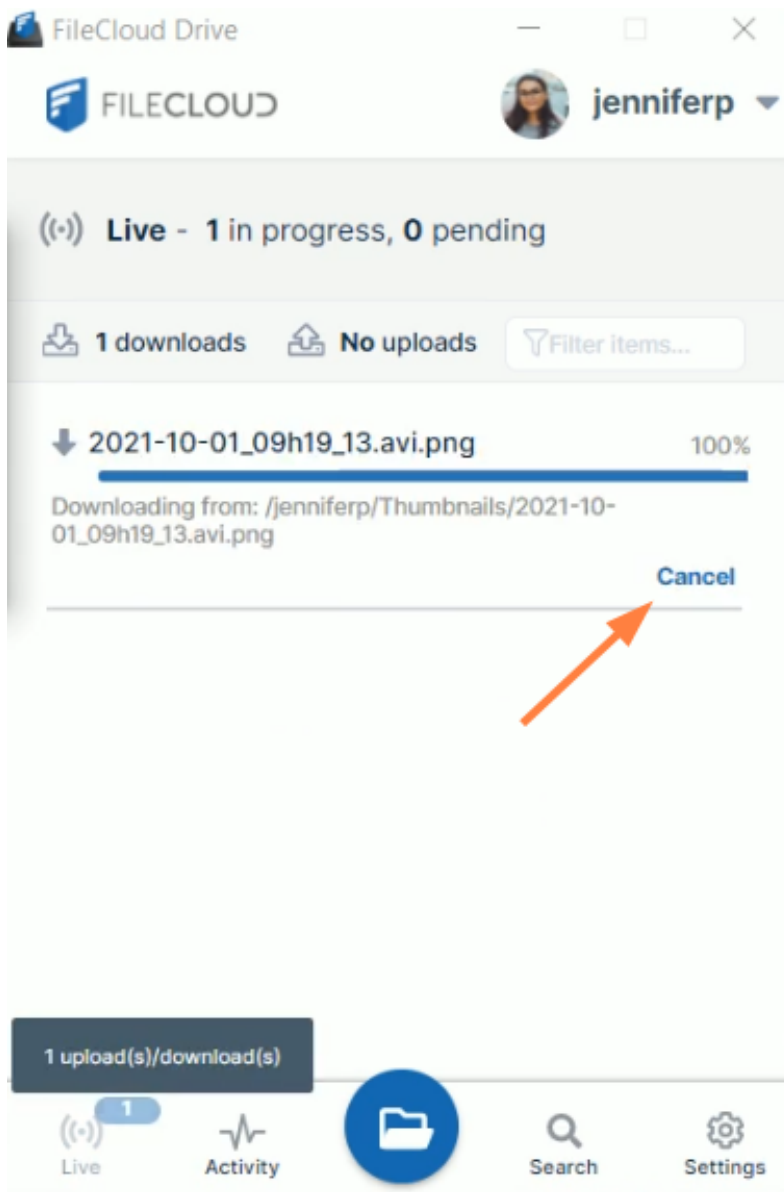 FileCloud Drive
FILECLOUD
jenniferp
Live - 1 in progress, 0 pending
1 downloads
No uploads
Filter items...
2021-10-01_09h19_13.avi.png
100%
Downloading from: /jenniferp/Thumbnails/2021-10-
01_09h19_13.avi.png
Cancel
1 upload(s)/download(s)
1
Live
Activity
Search
Settings